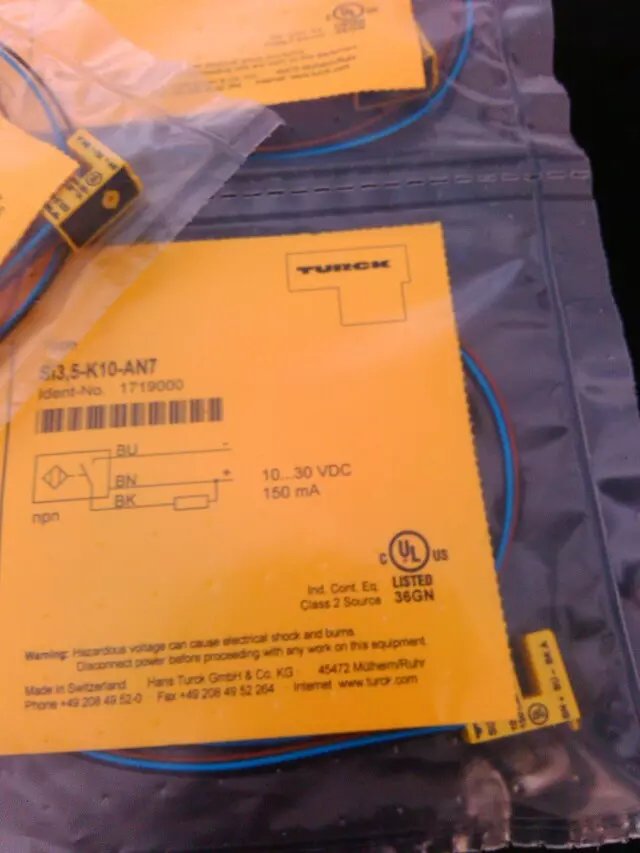 TURCK
Si3,5-K10-AN7
Ident-No. 1719000
BU -
BN +
BK
npn
10...30 VDC
150 mA
C UL US
LISTED
36GN
Ind. Cont. Eq.
Class 2 Source
Warning: Hazardous voltage can cause electrical shock and burns.
Disconnect power before proceeding with any work on this equipment.
Made in Switzerland Hans Turck GmbH & Co. KG 45472 Mülheim/Ruhr
Phone +49 208 49 52-0 Fax +49 208 49 52 264 Internet www.turck.com